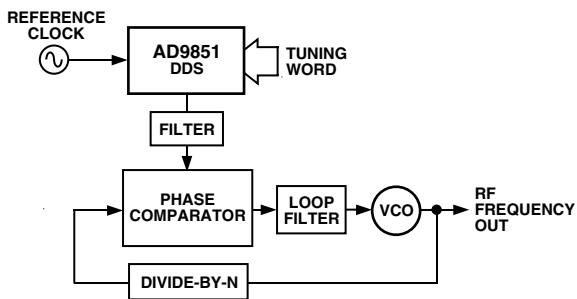 REFERENCE
CLOCK
AD9851
DDS
TUNING
WORD
FILTER
PHASE
COMPARATOR
LOOP
FILTER
VCO
RF
FREQUENCY
OUT
DIVIDE-BY-N